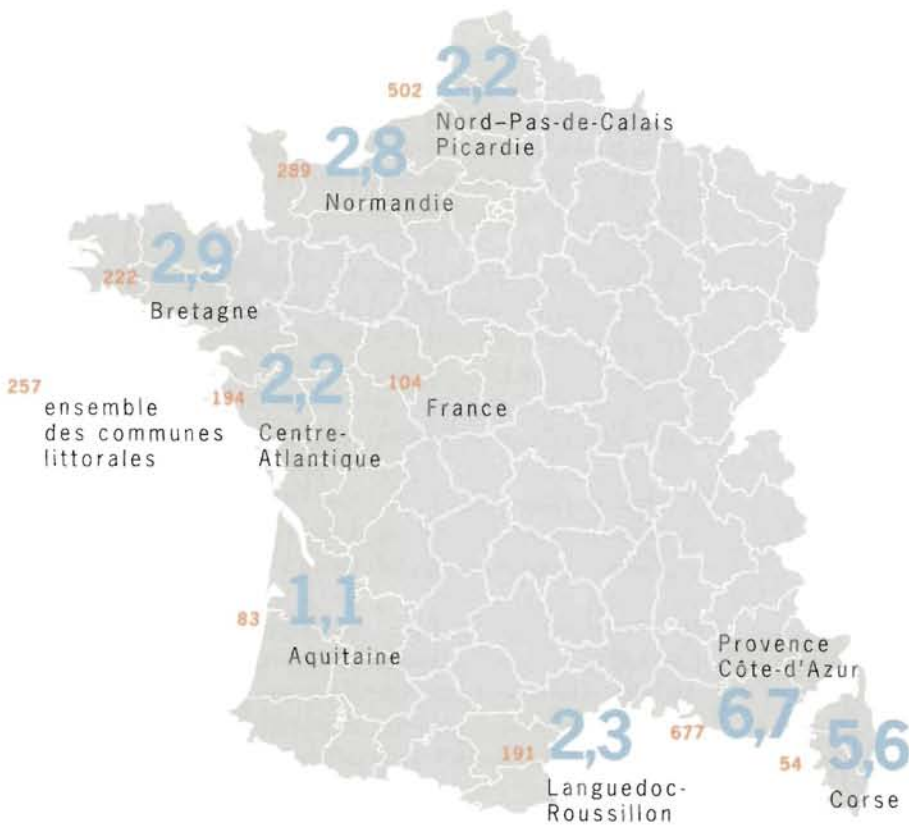 502 2,2
Nord–Pas-de-Calais
Picardie
289 2,8
Normandie
222 2,9
Bretagne
257
ensemble
des communes
littorales
194 2,2
Centre-
Atlantique
104
France
83 1,1
Aquitaine
Provence
Côte-d'Azur
677 6,7
191 2,3
Languedoc-
Roussillon
54 5,6
Corse